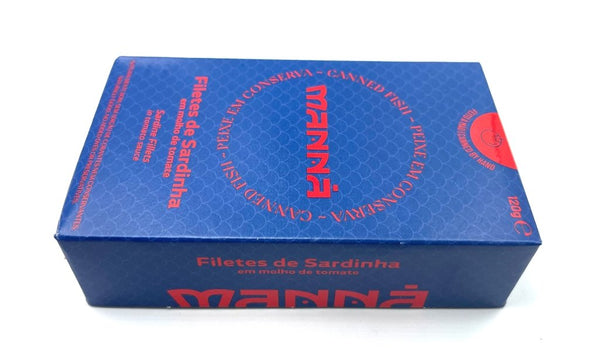 MANNÁ
CANNED FISH ~ PEIXE EM CONSERVA ~ CANNED FISH ~ PEIXE EM CONSERVA ~
Filetes de Sardinha
em molho de tomate
Sardine Fillets
in tomato sauce
120g ℮
Filetes de Sardinha
em molho de tomate
MANNÁ